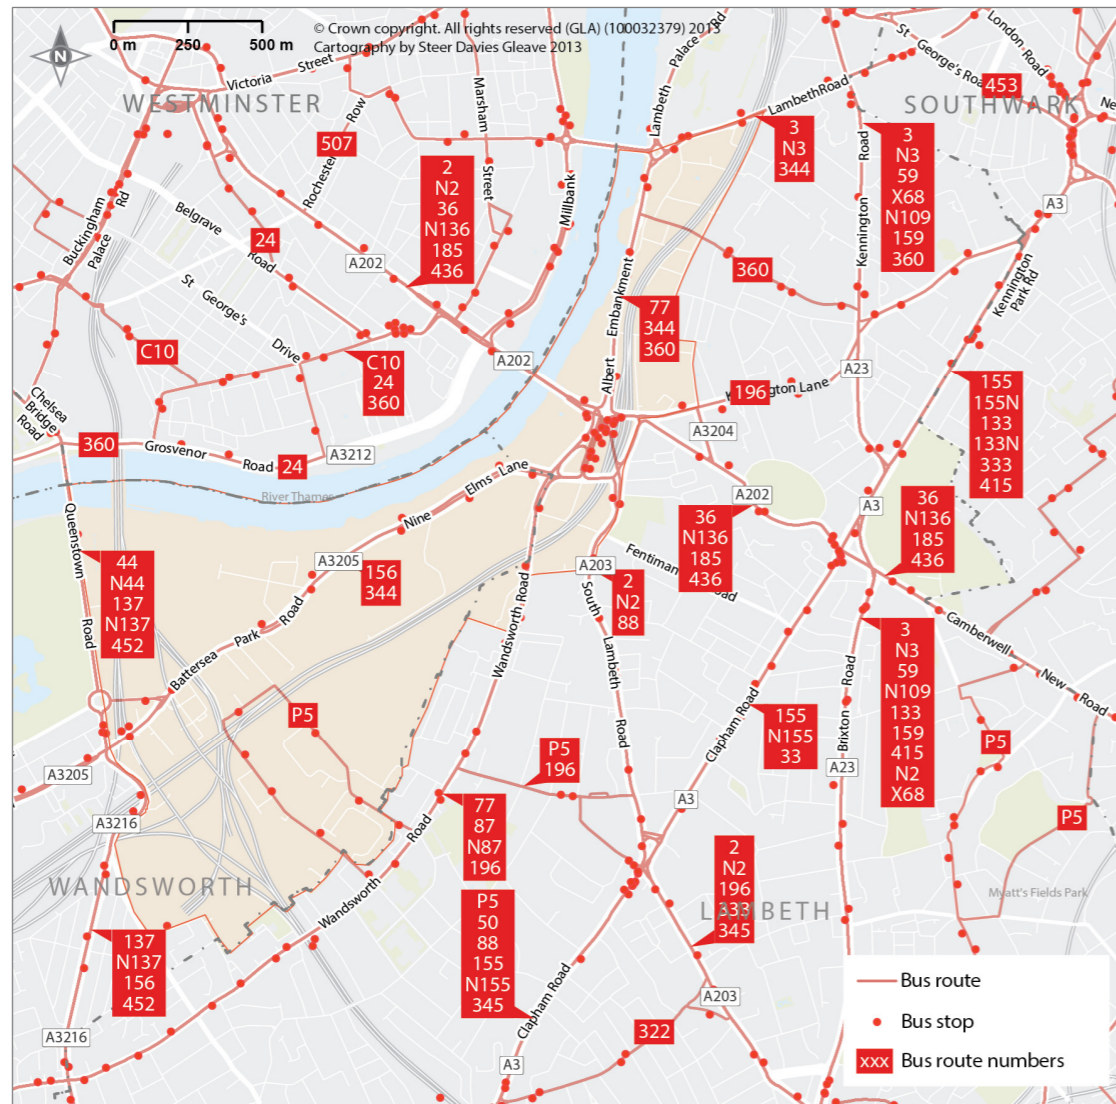 © Crown copyright. All rights reserved (GLA) (100032379) 2013
Cartography by Steer Davies Gleave 2013
0 m 250 500 m
N
WESTMINSTER
Victoria Street
Rochester Row
507
Marsham Street
Millbank
Lambeth Palace Rd
Lambeth
Lambeth Road
3
N3
344
St. George's Road
London Road
453
SOUTHWARK
Kennington Road
3
N3
59
X68
N109
159
360
A3
Kennington Park Rd
Buckingham Palace Rd
Belgrave Road
24
St George's Drive
A202
2
N2
36
N136
185
436
360
Albert Embankment
77
344
360
C10
C10
24
360
A202
196
Kennington Lane
A23
A3204
155
155N
133
133N
333
415
Chelsea Bridge Road
360
Grosvenor Road
24
A3212
River Thames
Nine Elms Lane
A202
A3
36
N136
185
436
36
N136
185
436
Queenstown Road
44
N44
137
N137
452
A3205
156
344
Battersea Park Road
Wandsworth Road
A203
2
N2
88
Fentiman Road
South Lambeth Road
Camberwell New Road
3
N3
59
N109
133
159
415
N2
X68
Brixton Road
A23
Clapham Road
155
N155
33
P5
P5
196
P5
P5
A3205
A3216
A3
77
87
N87
196
Wandsworth Road
WANDSWORTH
P5
50
88
155
N155
345
2
N2
196
333
345
LAMBETH
Myatt's Fields Park
137
N137
156
452
A3216
Clapham Road
A3
322
A203
Bus route
Bus stop
xxx Bus route numbers